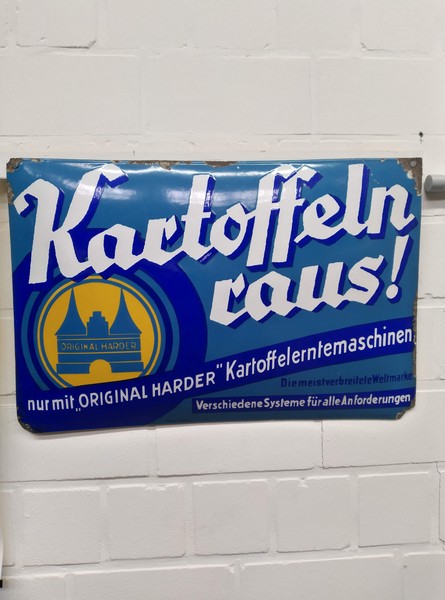 Kartoffeln
raus!
ORIGINAL HARDER
nur mit "ORIGINAL HARDER" Kartoffelerntemaschinen
Die meistverbreitete Weltmarke
Verschiedene Systeme für alle Anforderungen